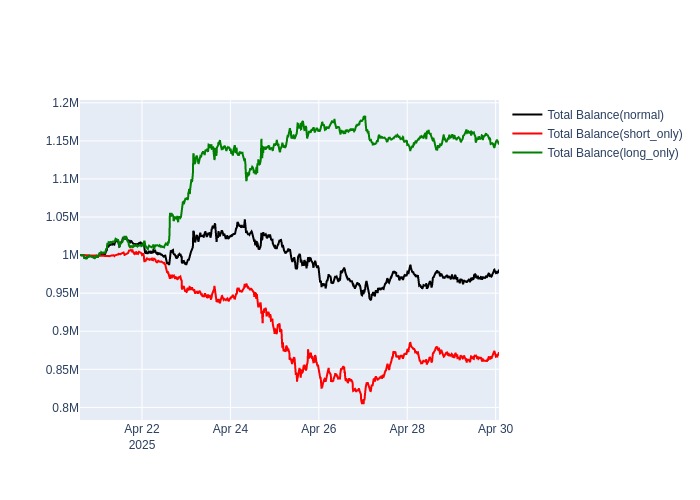 1.2M
1.15M
1.1M
1.05M
1M
0.95M
0.9M
0.85M
0.8M
Apr 22
2025
Apr 24
Apr 26
Apr 28
Apr 30
Total Balance(normal)
Total Balance(short_only)
Total Balance(long_only)